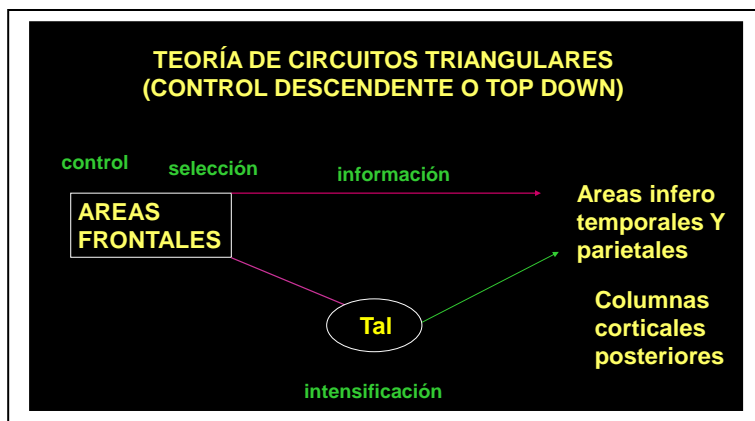 TEORÍA DE CIRCUITOS TRIANGULARES
(CONTROL DESCENDENTE O TOP DOWN)
control
selección
información
AREAS
FRONTALES
Areas infero
temporales Y
parietales
Tal
Columnas
corticales
posteriores
intensificación